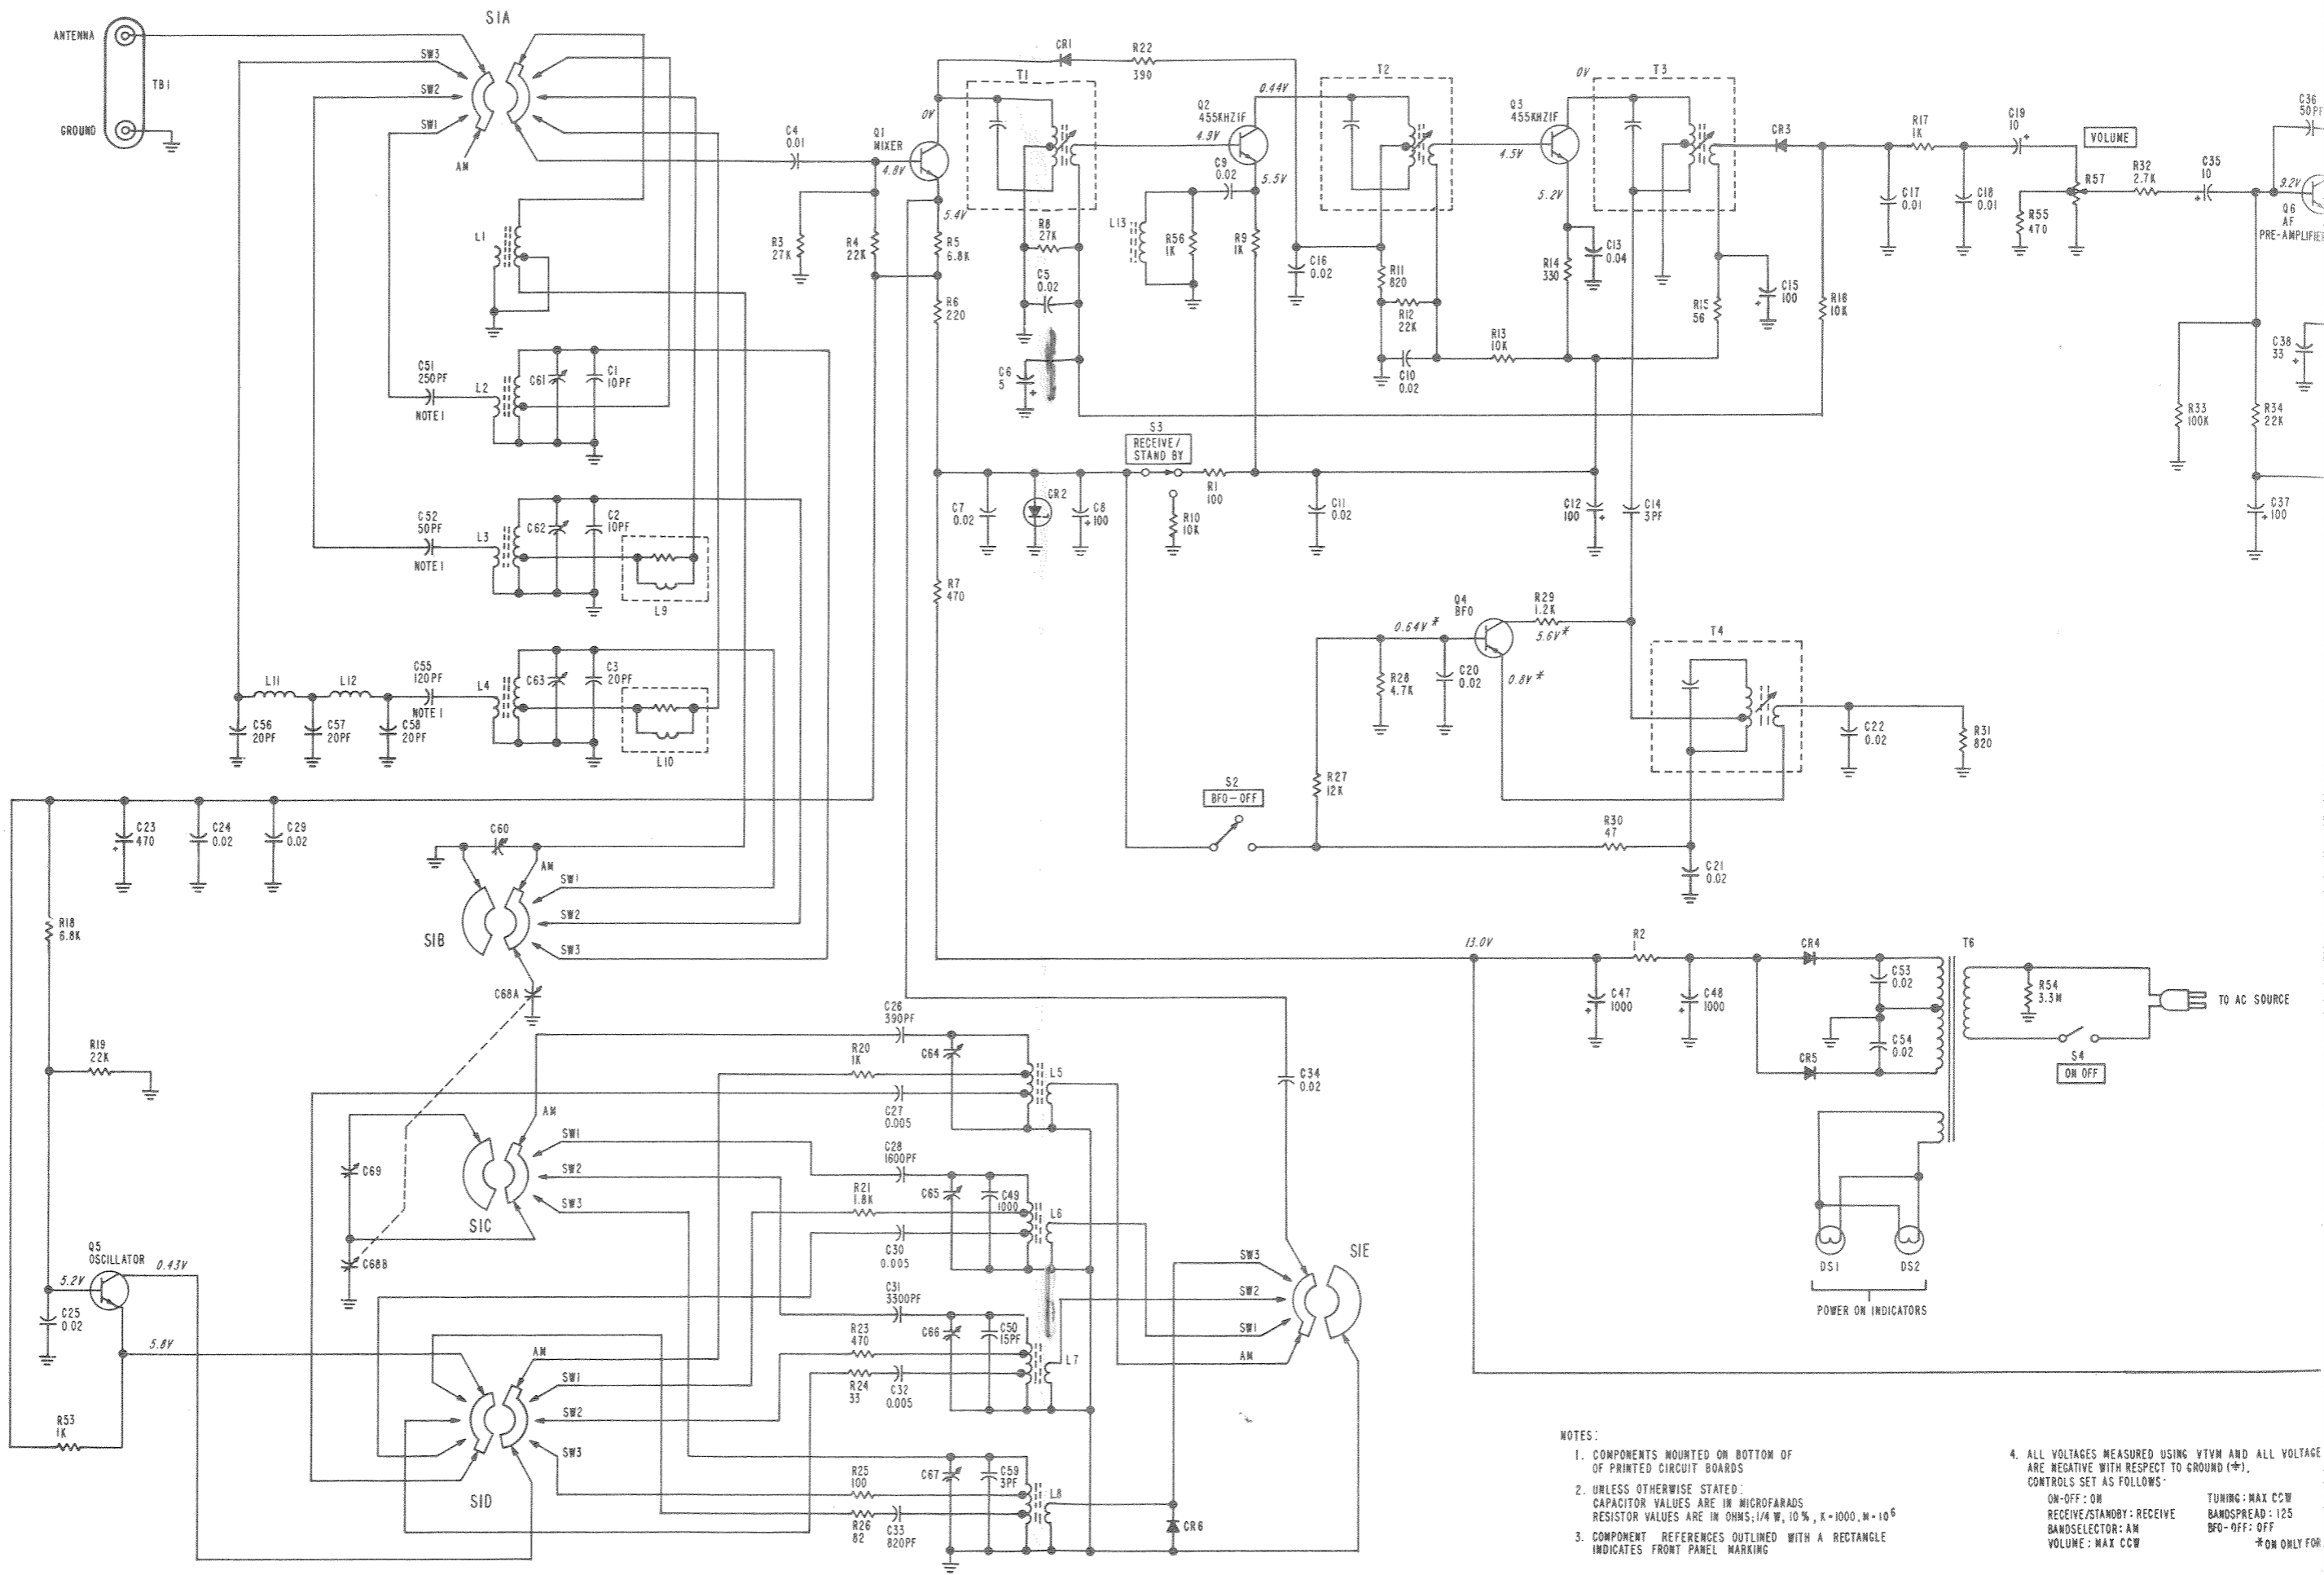 S1A
ANTENNA
TB1
GROUND
SW3
SW2
SW1
AM
L1
C51
250PF
NOTE 1
L2
C61
C1
10PF
C52
50PF
NOTE 1
L3
C62
C2
10PF
L9
L11
L12
C55
120PF
NOTE 1
L4
C63
C3
20PF
L10
C56
20PF
C57
20PF
C58
20PF
C4
0.01
Q1
MIXER
0V
4.8V
5.4V
R3
27K
R4
22K
R5
6.8K
R6
220
CR1
R22
390
T1
R8
27K
C5
0.02
C6
5
+
Q2
455KHZ IF
0.44V
4.9V
5.5V
C9
0.02
L13
R56
1K
R9
1K
C16
0.02
T2
R11
820
R12
22K
C10
0.02
R13
10K
Q3
455KHZ IF
0V
4.5V
5.2V
R14
330
C13
0.04
T3
R15
56
C15
100
+
CR3
R16
10K
C17
0.01
R17
1K
C18
0.01
C19
10
+
VOLUME
R57
R55
470
R32
2.7K
C35
10
+
C36
50PF
9.2V
Q6
AF
R33
100K
R34
22K
C38
33
+
C37
+ 100
S3
RECEIVE/
STAND BY
R1
100
C7
0.02
CR2
C8
+ 100
R10
10K
C11
0.02
C12
100
+
C14
3PF
R7
470
Q4
BFO
0.64V *
R29
1.2K
5.6V *
0.8V *
R28
4.7K
C20
0.02
T4
C22
0.02
R31
820
S2
BFO-OFF
R27
12K
R30
47
C21
0.02
C23
470
+
C24
0.02
C29
0.02
R18
6.8K
R19
22K
C60
AM
SW1
SW2
SW3
S1B
C68A
13.0V
R2
1
C47
1000
+
C48
1000
+
CR4
CR5
C53
0.02
C54
0.02
T6
R54
3.3M
TO AC SOURCE
S4
ON OFF
DS1
DS2
POWER ON INDICATORS
C26
390PF
R20
1K
C64
L5
C27
0.005
C34
0.02
AM
SW1
SW2
SW3
S1C
C69
C68B
C28
1600PF
R21
1.8K
C65
C49
1000
L6
C30
0.005
Q5
OSCILLATOR
0.43V
5.2V
C25
0.02
5.8V
R53
1K
C31
3300PF
R23
470
C66
C50
15PF
L7
R24
33
C32
0.005
SW3
SW2
SW1
AM
S1E
AM
SW1
SW2
SW3
S1D
R25
100
C67
C59
3PF
L8
R26
82
C33
820PF
CR6
NOTES:
1. COMPONENTS MOUNTED ON BOTTOM OF
OF PRINTED CIRCUIT BOARDS
2. UNLESS OTHERWISE STATED:
CAPACITOR VALUES ARE IN MICROFARADS
RESISTOR VALUES ARE IN OHMS; 1/4 W, 10%, K=1000, M=10⁶
3. COMPONENT REFERENCES OUTLINED WITH A RECTANGLE
INDICATES FRONT PANEL MARKING
4. ALL VOLTAGES MEASURED USING VTVM AND ALL VOLTAGE
ARE NEGATIVE WITH RESPECT TO GROUND (⏚),
CONTROLS SET AS FOLLOWS:
ON-OFF: ON
RECEIVE/STANDBY: RECEIVE
BANDSELECTOR: AM
VOLUME: MAX CCW
TUNING: MAX CCW
BANDSPREAD: 125
BFO-OFF: OFF
*ON ONLY FOR